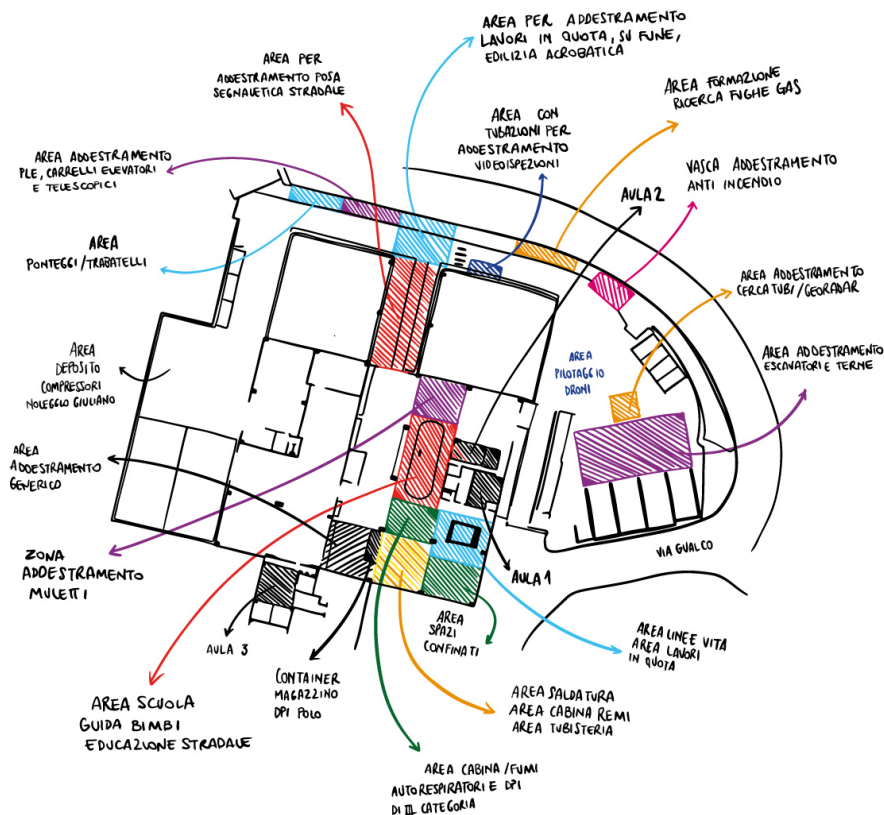 AREA PER ADDESTRAMENTO
LAVORI IN QUOTA, SU FUNE,
EDILIZIA ACROBATICA
AREA PER
ADDESTRAMENTO POSA
SEGNALETICA STRADALE
AREA FORMAZIONE
RICERCA FUGHE GAS
AREA CON
TUBAZIONI PER
ADDESTRAMENTO
VIDEOISPEZIONI
AREA ADDESTRAMENTO
PLE, CARRELLI ELEVATORI
E TELESCOPICI
VASCA ADDESTRAMENTO
ANTI INCENDIO
AULA 2
AREA
PONTEGGI/TRABATELLI
AREA ADDESTRAMENTO
CERCATUBI/GEORADAR
AREA
DEPOSITO
COMPRESSORI
NOLEGGIO GIULIANO
AREA
PILOTAGGIO
DRONI
AREA ADDESTRAMENTO
ESCAVATORI E TERNE
AREA
ADDESTRAMENTO
GENERICO
ZONA
ADDESTRAMENTO
MULETTI
VIA GUALCO
AULA 1
AULA 3
AREA
SPAZI
CONFINATI
AREA LINEE VITA
AREA LAVORI
IN QUOTA
CONTAINER
MAGAZZINO
DPI POLO
AREA SCUOLA
GUIDA BIMBI
EDUCAZIONE STRADALE
AREA SALDATURA
AREA CABINA REMI
AREA TUBISTERIA
AREA CABINA/FUMI
AUTORESPIRATORI E DPI
DI III CATEGORIA